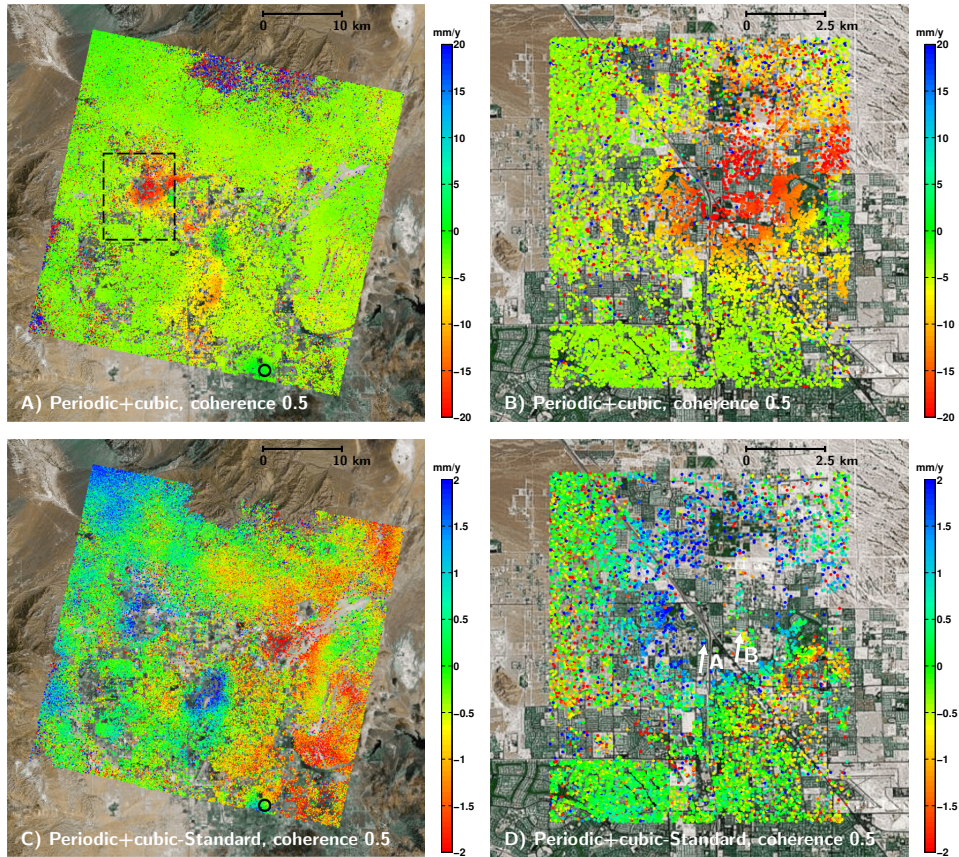 0 10 km
mm/y
20
15
10
5
0
−5
−10
−15
−20
A) Periodic+cubic, coherence 0.5
0 2.5 km
mm/y
20
15
10
5
0
−5
−10
−15
−20
B) Periodic+cubic, coherence 0.5
0 10 km
mm/y
2
1.5
1
0.5
0
−0.5
−1
−1.5
−2
C) Periodic+cubic-Standard, coherence 0.5
0 2.5 km
mm/y
2
1.5
1
0.5
0
−0.5
−1
−1.5
−2
A
B
D) Periodic+cubic-Standard, coherence 0.5